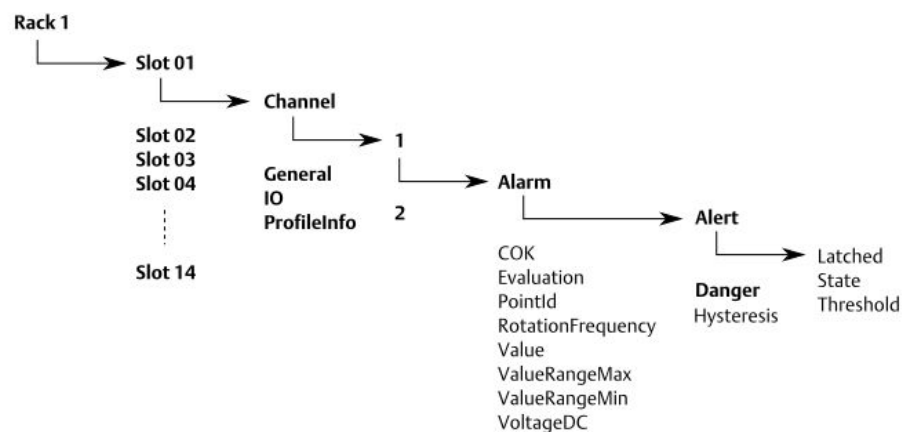 Rack 1
Slot 01
Channel
Slot 02
Slot 03
Slot 04
Slot 14
1
General
IO
ProfileInfo
2
Alarm
COK
Evaluation
PointId
RotationFrequency
Value
ValueRangeMax
ValueRangeMin
VoltageDC
Alert
Danger
Hysteresis
Latched
State
Threshold